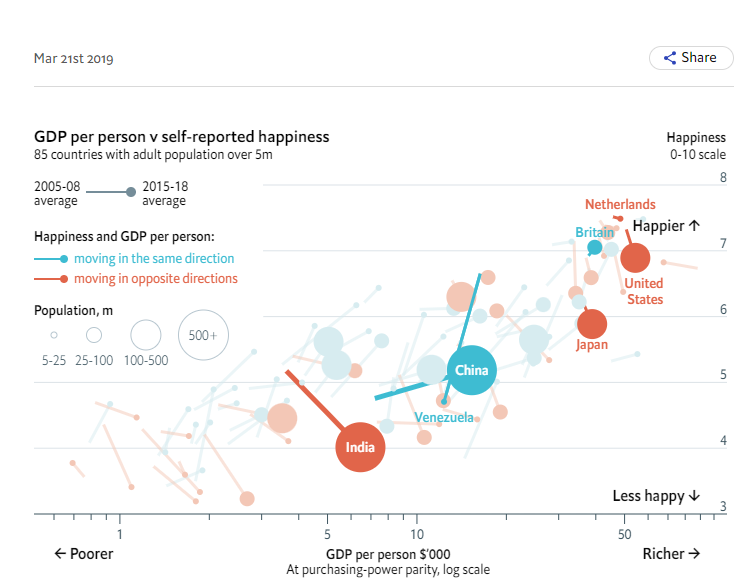 Mar 21st 2019
Share
GDP per person v self-reported happiness
85 countries with adult population over 5m
Happiness
0-10 scale
2005-08
average
2015-18
average
Happiness and GDP per person:
moving in the same direction
moving in opposite directions
Population, m
5-25
25-100
100-500
500+
8
7
6
5
4
3
Netherlands
Happier ↑
Britain
United
States
Japan
China
Venezuela
India
Less happy ↓
1
5
10
50
← Poorer
GDP per person $'000
Richer →
At purchasing-power parity, log scale